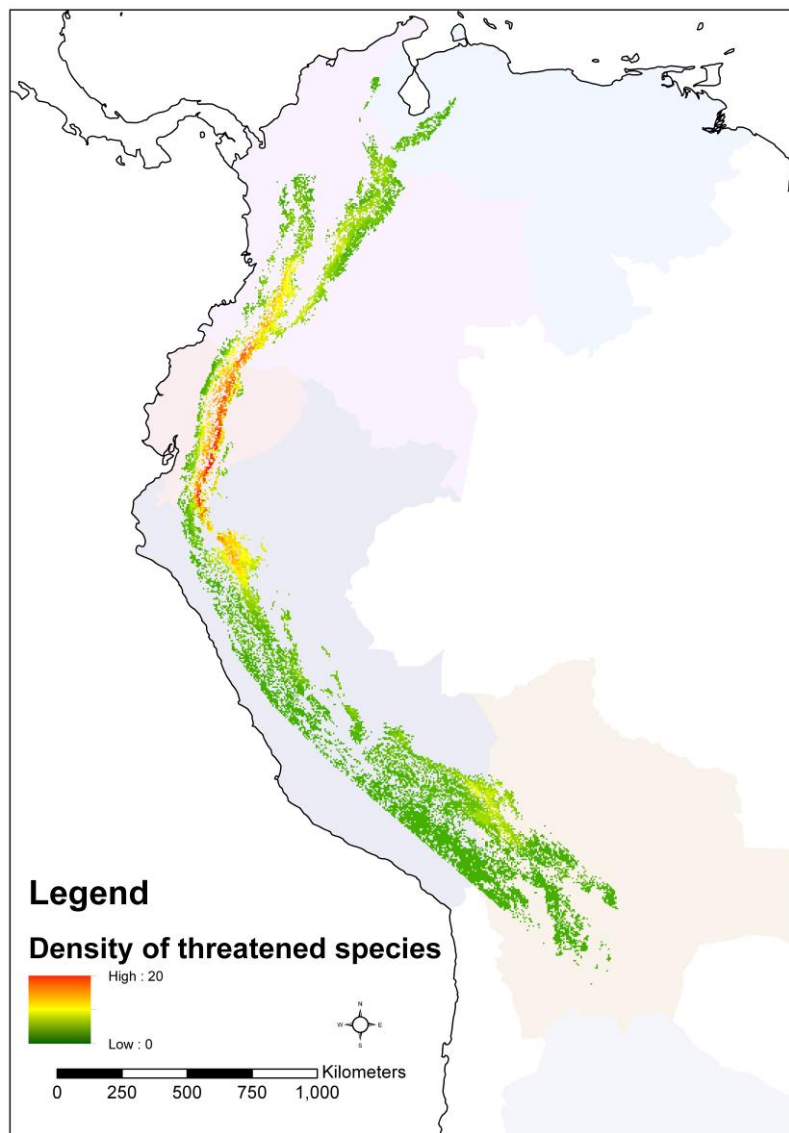 Legend
Density of threatened species
High : 20
Low : 0
N
W E
S
Kilometers
0 250 500 750 1,000